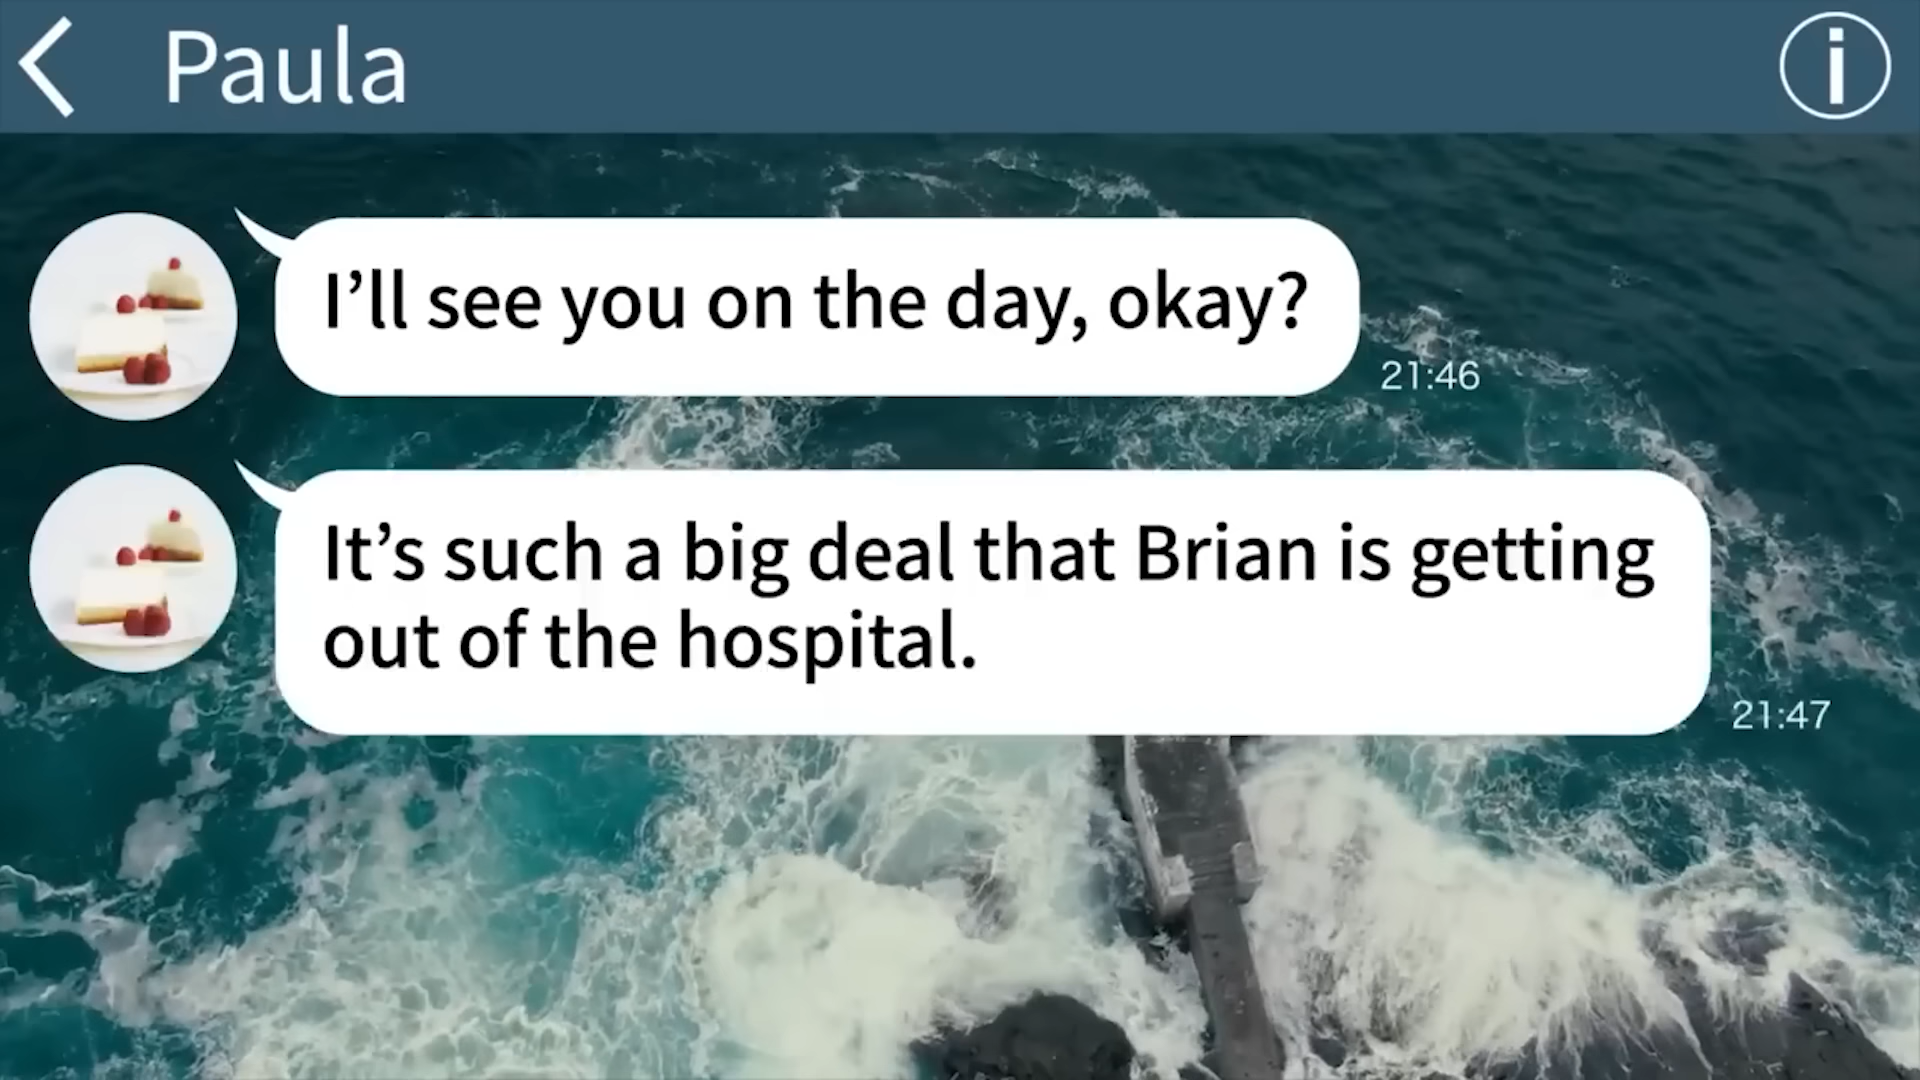 Paula
I’ll see you on the day, okay?
21:46
It’s such a big deal that Brian is getting
out of the hospital.
21:47